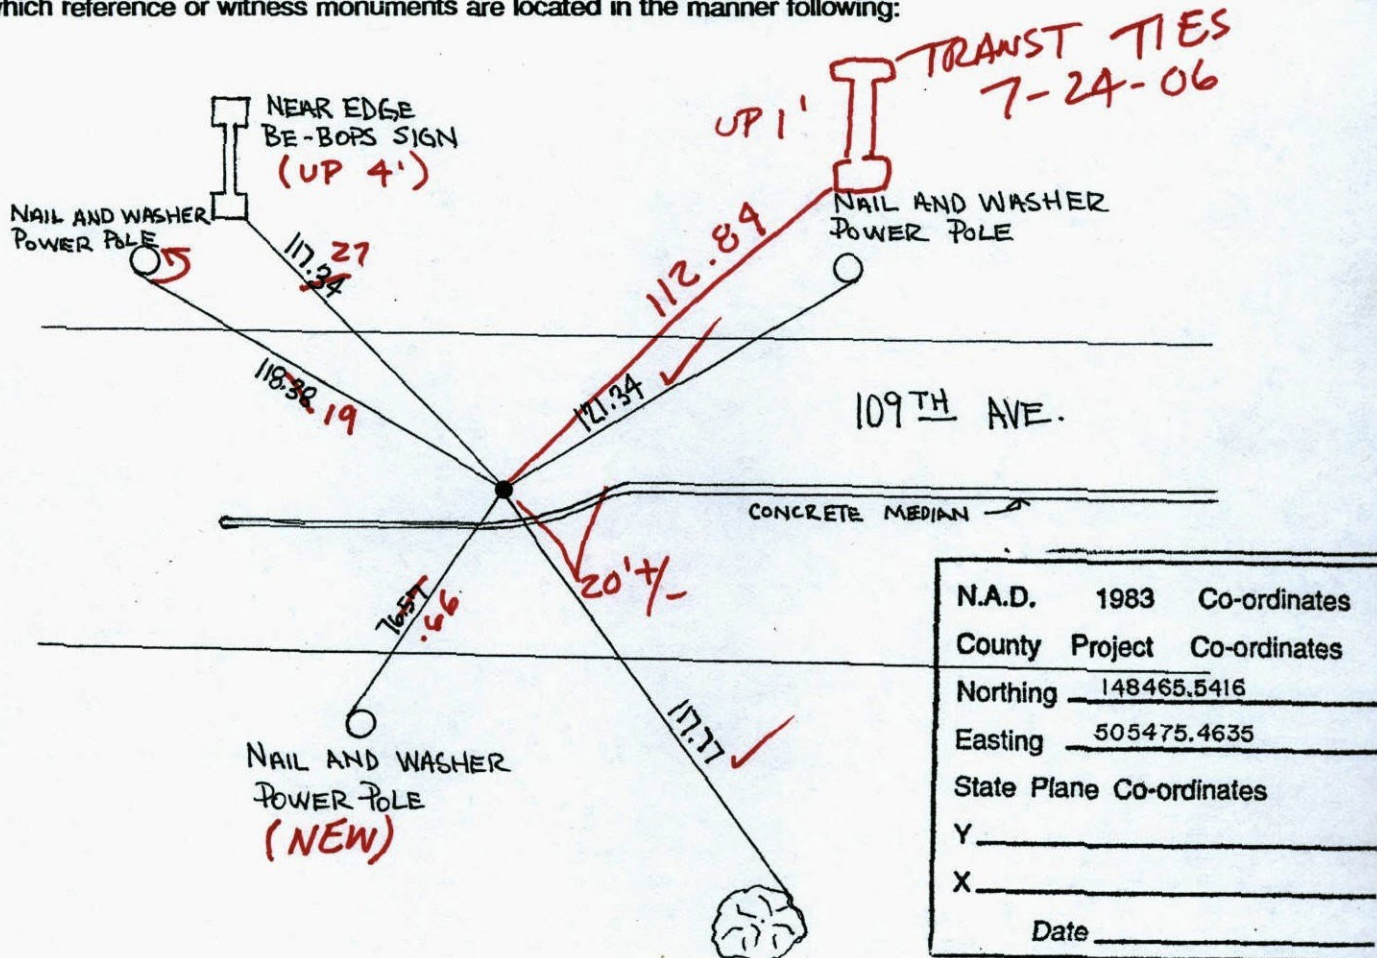 which reference or witness monuments are located in the manner following:
TRANST TIES
7-24-06
NEAR EDGE
BE-BOPS SIGN
(UP 4')
UP 1'
NAIL AND WASHER
POWER POLE
NAIL AND WASHER
POWER POLE
117.34 27
112.89
118.38 19
121.34
109TH AVE.
CONCRETE MEDIAN
20'+/-
76.57
.66
117.77
NAIL AND WASHER
POWER POLE
(NEW)
N.A.D. 1983 Co-ordinates
County Project Co-ordinates
Northing 148465.5416
Easting 505475.4635
State Plane Co-ordinates
Y
X
Date